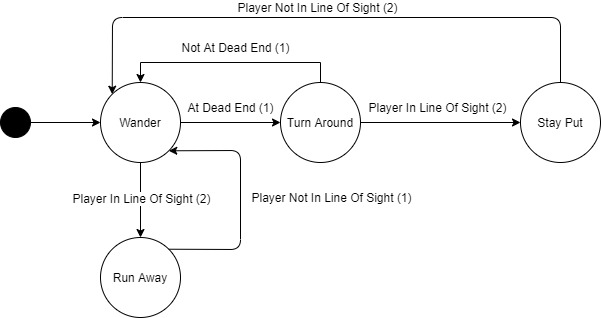 Player Not In Line Of Sight (2)
Not At Dead End (1)
Wander
At Dead End (1)
Turn Around
Player In Line Of Sight (2)
Stay Put
Player In Line Of Sight (2)
Player Not In Line Of Sight (1)
Run Away